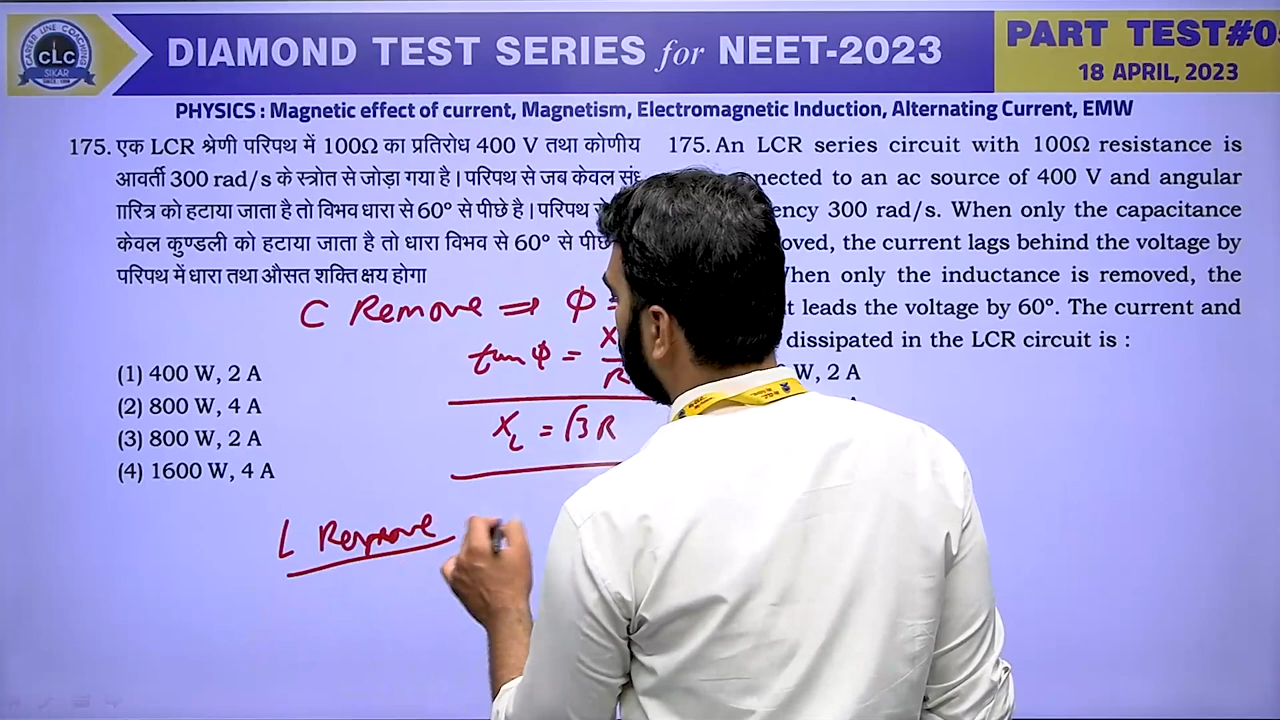 CAREER LINE COACHING
CLC
SIKAR
DIAMOND TEST SERIES for NEET-2023
PART TEST#0
18 APRIL, 2023
PHYSICS : Magnetic effect of current, Magnetism, Electromagnetic Induction, Alternating Current, EMW
175. एक LCR श्रेणी परिपथ में 100Ω का प्रतिरोध 400 V तथा कोणीय
आवर्ती 300 rad/s के स्त्रोत से जोड़ा गया है। परिपथ से जब केवल संध
ारित्र को हटाया जाता है तो विभव धारा से 60° से पीछे है। परिपथ
केवल कुण्डली को हटाया जाता है तो धारा विभव से 60° से पीछे
परिपथ में धारा तथा औसत शक्ति क्षय होगा
(1) 400 W, 2 A
(2) 800 W, 4 A
(3) 800 W, 2 A
(4) 1600 W, 4 A
175. An LCR series circuit with 100Ω resistance is
nected to an ac source of 400 V and angular
ency 300 rad/s. When only the capacitance
oved, the current lags behind the voltage by
hen only the inductance is removed, the
t leads the voltage by 60°. The current and
dissipated in the LCR circuit is :
W, 2 A
C Remove ⇒ Φ =
tan Φ = X/R
X_L = √3 R
L Remove